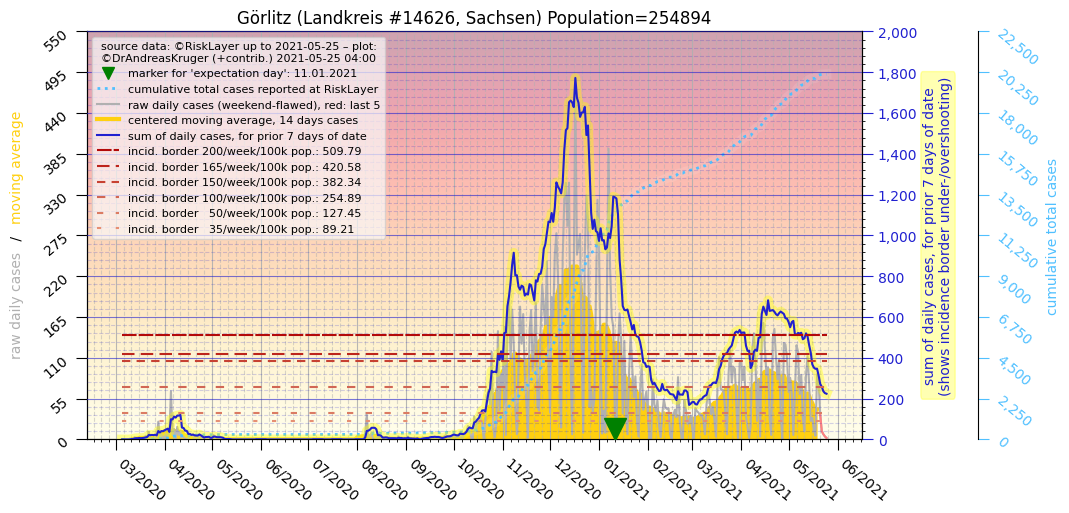 Görlitz (Landkreis #14626, Sachsen) Population=254894
source data: ©RiskLayer up to 2021-05-25 – plot:
©DrAndreasKruger (+contrib.) 2021-05-25 04:00
marker for 'expectation day': 11.01.2021
cumulative total cases reported at RiskLayer
raw daily cases (weekend-flawed), red: last 5
centered moving average, 14 days cases
sum of daily cases, for prior 7 days of date
incid. border 200/week/100k pop.: 509.79
incid. border 165/week/100k pop.: 420.58
incid. border 150/week/100k pop.: 382.34
incid. border 100/week/100k pop.: 254.89
incid. border 50/week/100k pop.: 127.45
incid. border 35/week/100k pop.: 89.21
raw daily cases / moving average
550
495
440
385
330
275
220
165
110
55
0
03/2020
04/2020
05/2020
06/2020
07/2020
08/2020
09/2020
10/2020
11/2020
12/2020
01/2021
02/2021
03/2021
04/2021
05/2021
06/2021
2,000
1,800
1,600
1,400
1,200
1,000
800
600
400
200
0
sum of daily cases, for prior 7 days of date
(shows incidence border under-/overshooting)
22,500
20,250
18,000
15,750
13,500
11,250
9,000
6,750
4,500
2,250
0
cumulative total cases